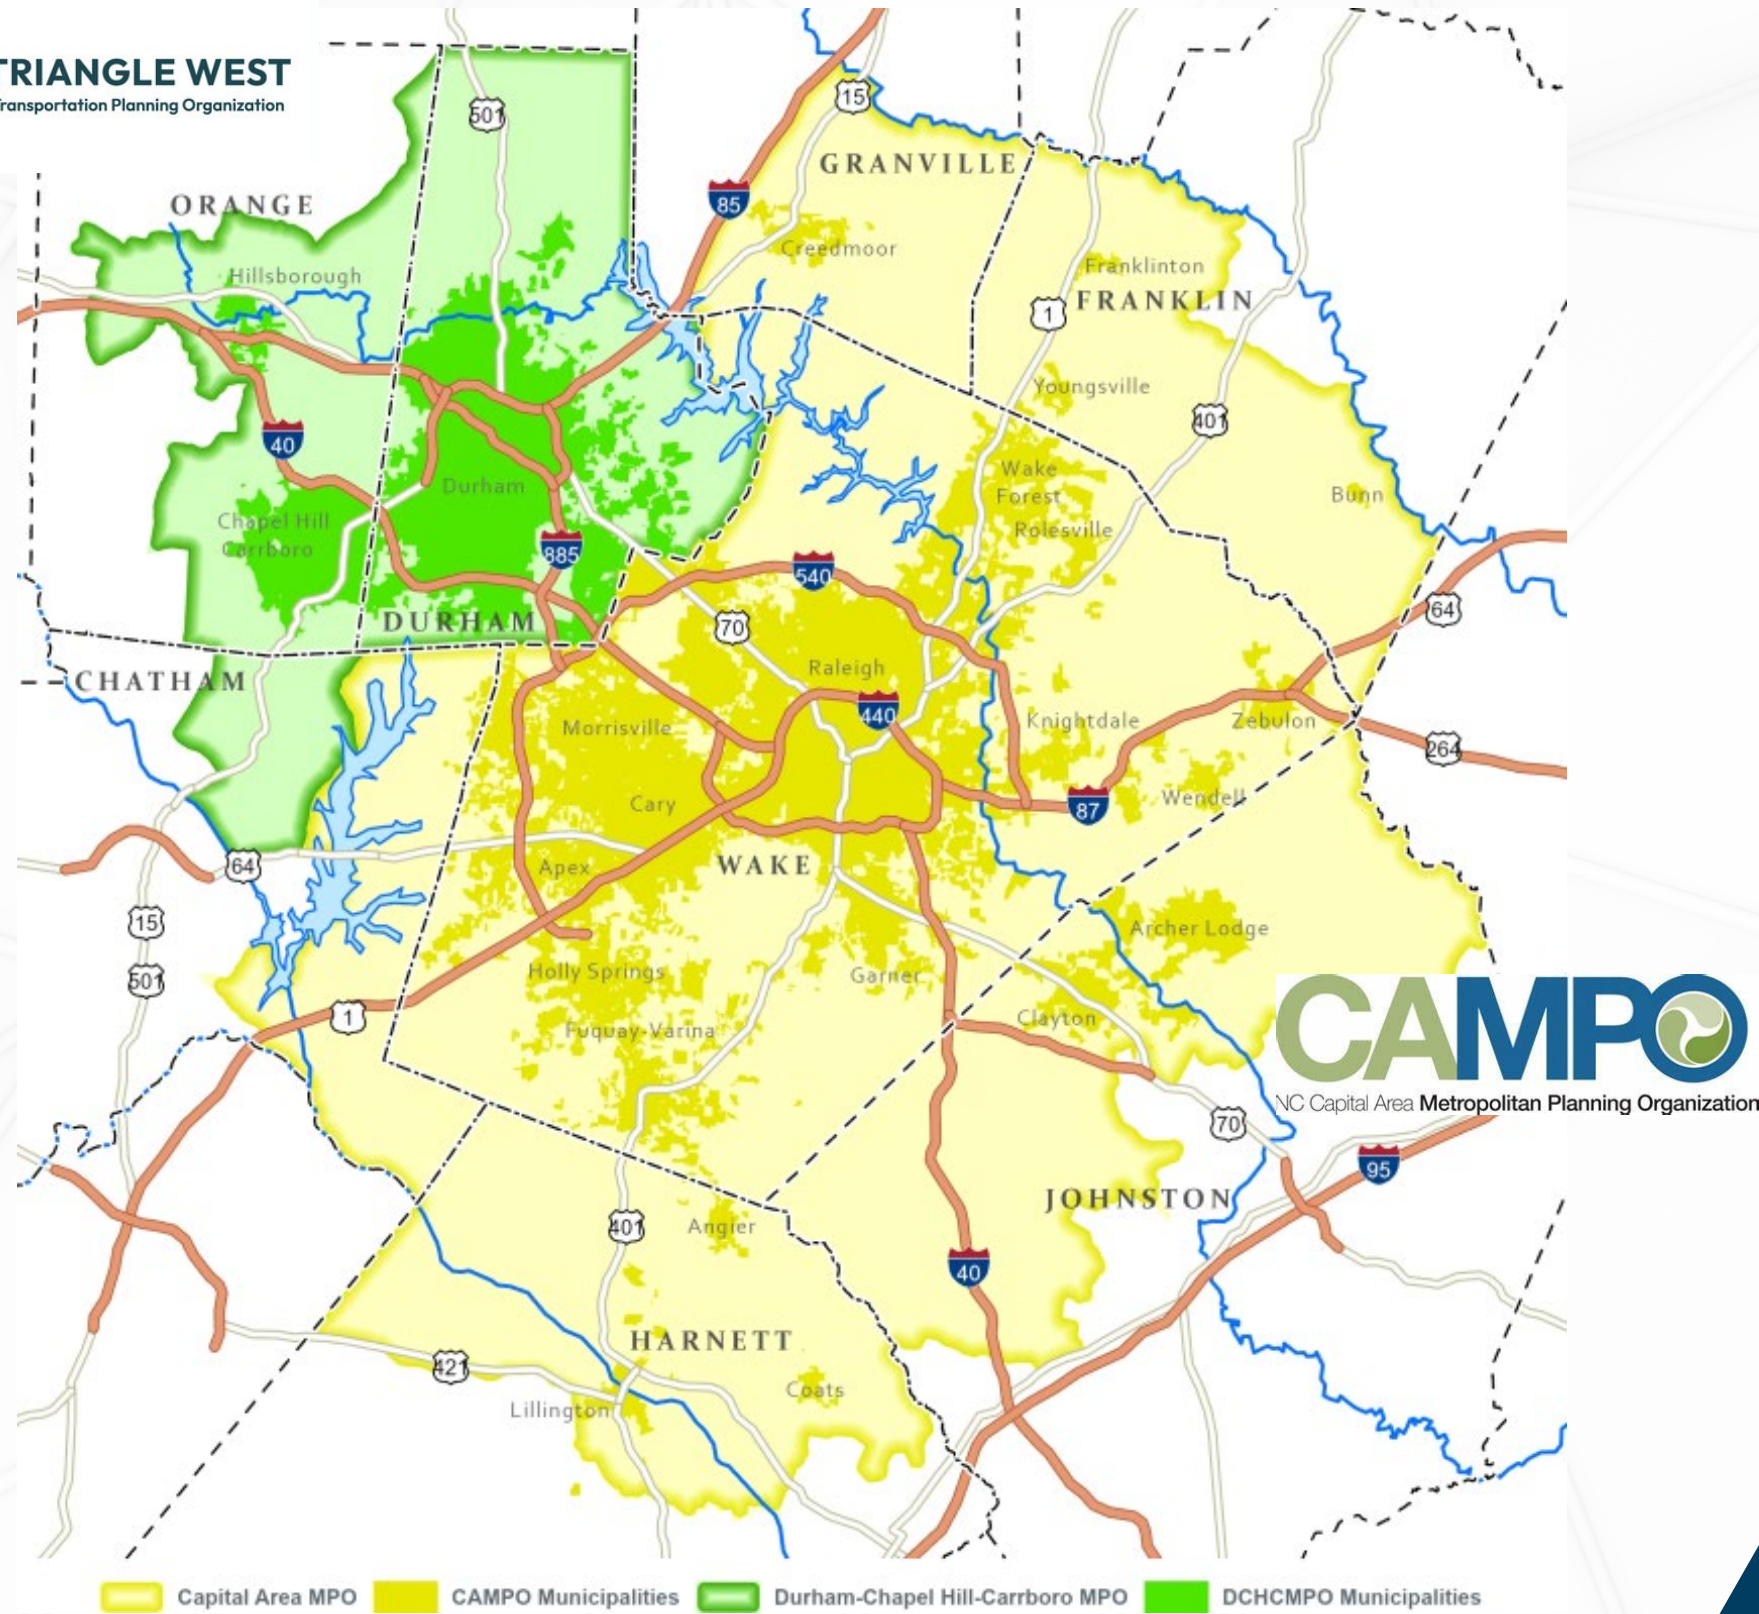 TRIANGLE WEST
Transportation Planning Organization
501
15
GRANVILLE
85
ORANGE
Creedmoor
Hillsborough
Franklinton
1
FRANKLIN
Youngsville
401
40
Wake
Forest
Durham
Bunn
Chapel Hill
Carrboro
Rolesville
885
540
64
DURHAM
70
Raleigh
CHATHAM
440
Morrisville
Knightdale
Zebulon
264
Cary
87
Wendell
64
Apex
WAKE
15
Archer Lodge
501
Holly Springs
Garner
1
Fuquay-Varina
Clayton
CAMPO
NC Capital Area Metropolitan Planning Organization
70
95
JOHNSTON
401
Angier
40
HARNETT
421
Coats
Lillington
Capital Area MPO
CAMPO Municipalities
Durham-Chapel Hill-Carrboro MPO
DCHCMPO Municipalities